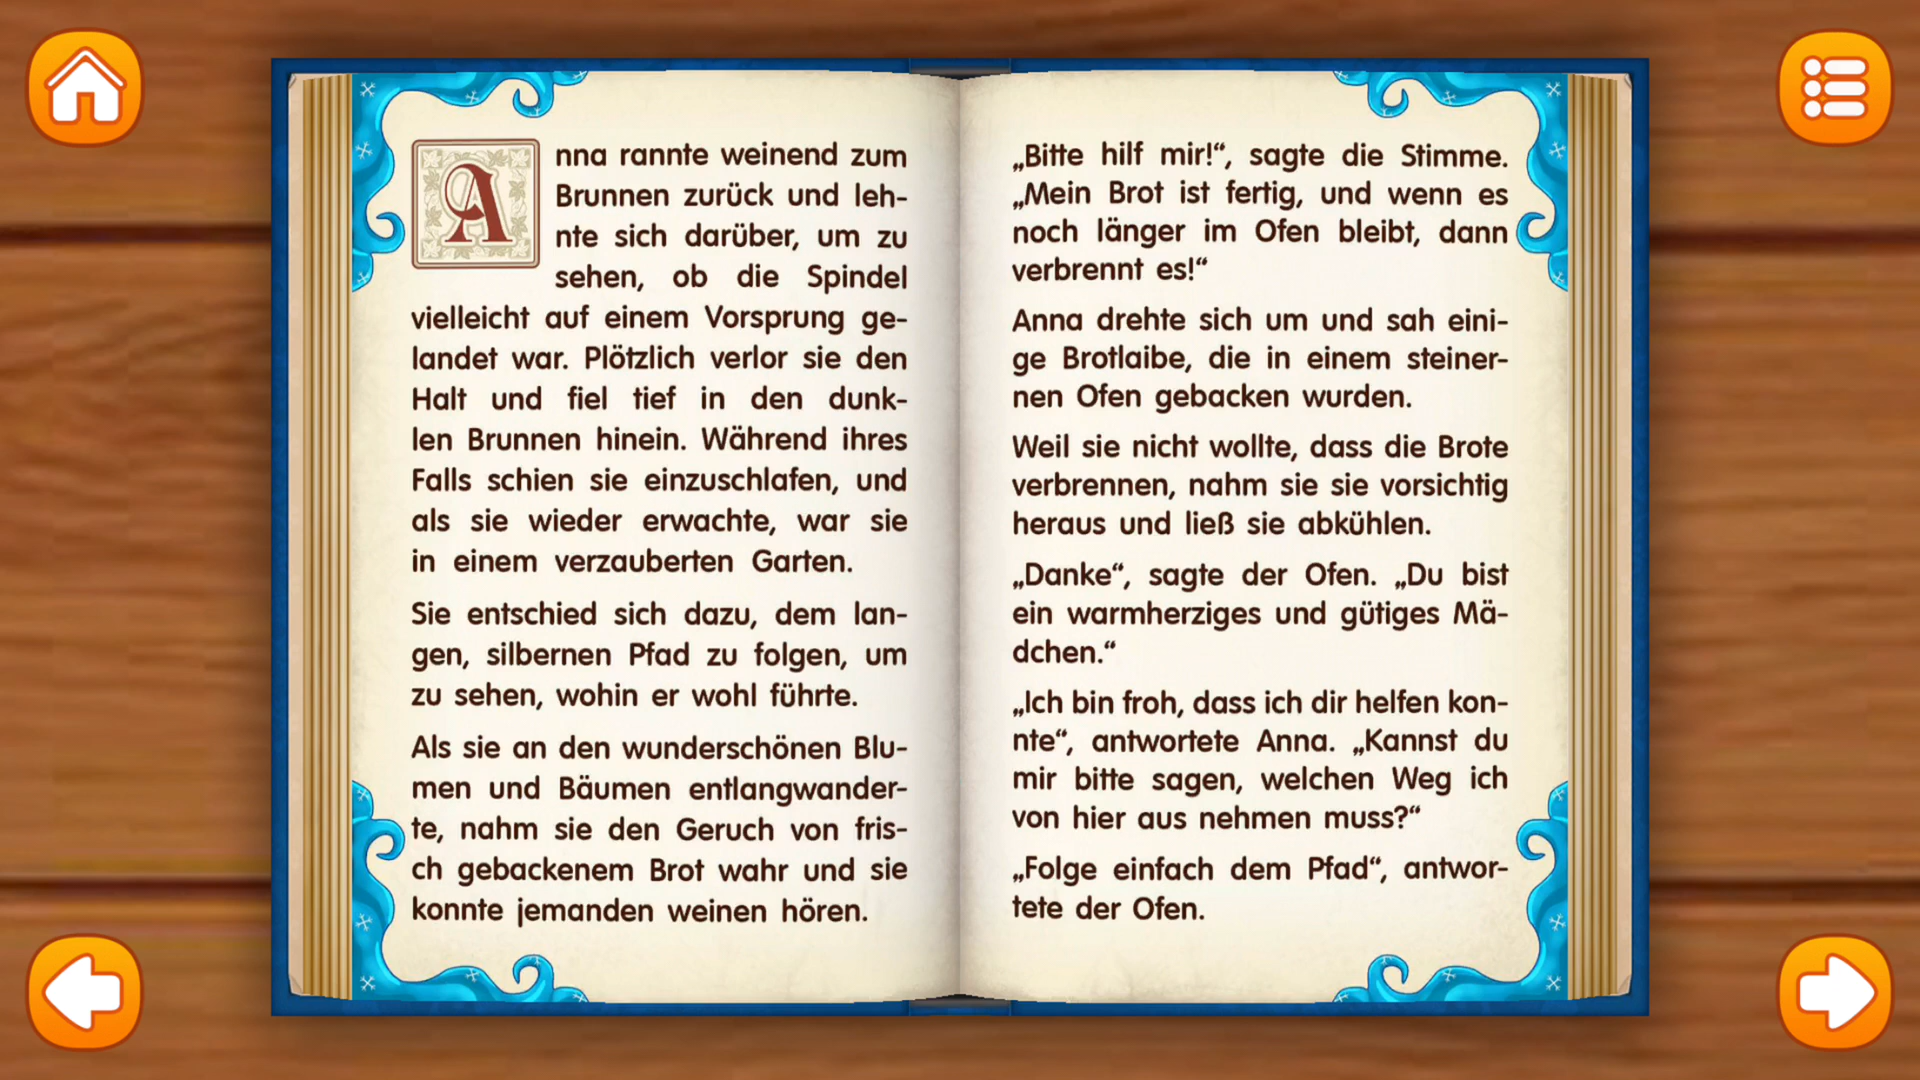 Anna rannte weinend zum
Brunnen zurück und leh-
nte sich darüber, um zu
sehen, ob die Spindel
vielleicht auf einem Vorsprung ge-
landet war. Plötzlich verlor sie den
Halt und fiel tief in den dunk-
len Brunnen hinein. Während ihres
Falls schien sie einzuschlafen, und
als sie wieder erwachte, war sie
in einem verzauberten Garten.
Sie entschied sich dazu, dem lan-
gen, silbernen Pfad zu folgen, um
zu sehen, wohin er wohl führte.
Als sie an den wunderschönen Blu-
men und Bäumen entlangwander-
te, nahm sie den Geruch von fris-
ch gebackenem Brot wahr und sie
konnte jemanden weinen hören.
„Bitte hilf mir!“, sagte die Stimme.
„Mein Brot ist fertig, und wenn es
noch länger im Ofen bleibt, dann
verbrennt es!“
Anna drehte sich um und sah eini-
ge Brotlaibe, die in einem steiner-
nen Ofen gebacken wurden.
Weil sie nicht wollte, dass die Brote
verbrennen, nahm sie sie vorsichtig
heraus und ließ sie abkühlen.
„Danke“, sagte der Ofen. „Du bist
ein warmherziges und gütiges Mä-
dchen.“
„Ich bin froh, dass ich dir helfen kon-
nte“, antwortete Anna. „Kannst du
mir bitte sagen, welchen Weg ich
von hier aus nehmen muss?“
„Folge einfach dem Pfad“, antwor-
tete der Ofen.